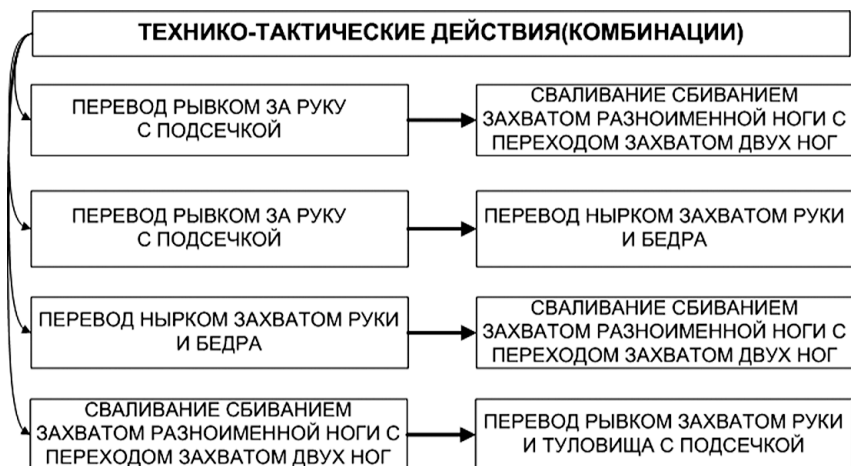 ТЕХНИКО-ТАКТИЧЕСКИЕ ДЕЙСТВИЯ(КОМБИНАЦИИ)
ПЕРЕВОД РЫВКОМ ЗА РУКУ
С ПОДСЕЧКОЙ
СВАЛИВАНИЕ СБИВАНИЕМ
ЗАХВАТОМ РАЗНОИМЕННОЙ НОГИ С
ПЕРЕХОДОМ ЗАХВАТОМ ДВУХ НОГ
ПЕРЕВОД РЫВКОМ ЗА РУКУ
С ПОДСЕЧКОЙ
ПЕРЕВОД НЫРКОМ ЗАХВАТОМ РУКИ
И БЕДРА
ПЕРЕВОД НЫРКОМ ЗАХВАТОМ РУКИ
И БЕДРА
СВАЛИВАНИЕ СБИВАНИЕМ
ЗАХВАТОМ РАЗНОИМЕННОЙ НОГИ С
ПЕРЕХОДОМ ЗАХВАТОМ ДВУХ НОГ
СВАЛИВАНИЕ СБИВАНИЕМ
ЗАХВАТОМ РАЗНОИМЕННОЙ НОГИ С
ПЕРЕХОДОМ ЗАХВАТОМ ДВУХ НОГ
ПЕРЕВОД РЫВКОМ ЗАХВАТОМ РУКИ
И ТУЛОВИЩА С ПОДСЕЧКОЙ